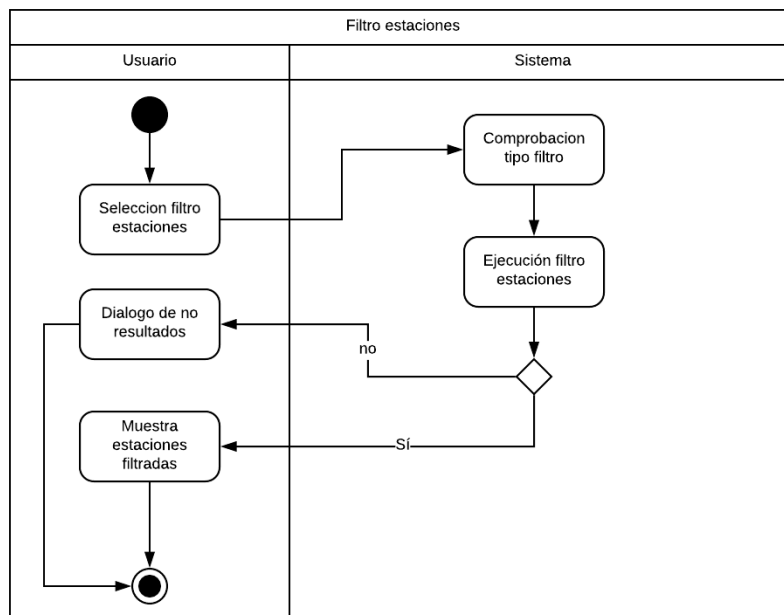 Filtro estaciones
Usuario
Sistema
Comprobacion
tipo filtro
Seleccion filtro
estaciones
Ejecución filtro
estaciones
Dialogo de no
resultados
no
Muestra
estaciones
filtradas
Sí